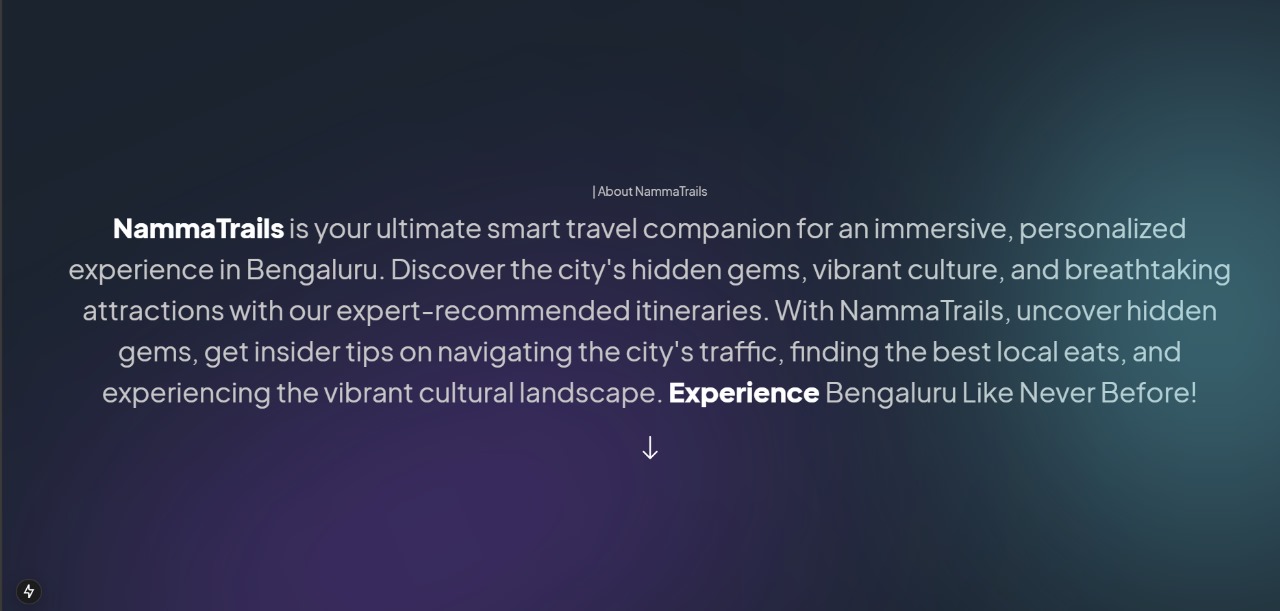 | About NammaTrails
NammaTrails is your ultimate smart travel companion for an immersive, personalized
experience in Bengaluru. Discover the city's hidden gems, vibrant culture, and breathtaking
attractions with our expert-recommended itineraries. With NammaTrails, uncover hidden
gems, get insider tips on navigating the city's traffic, finding the best local eats, and
experiencing the vibrant cultural landscape. Experience Bengaluru Like Never Before!